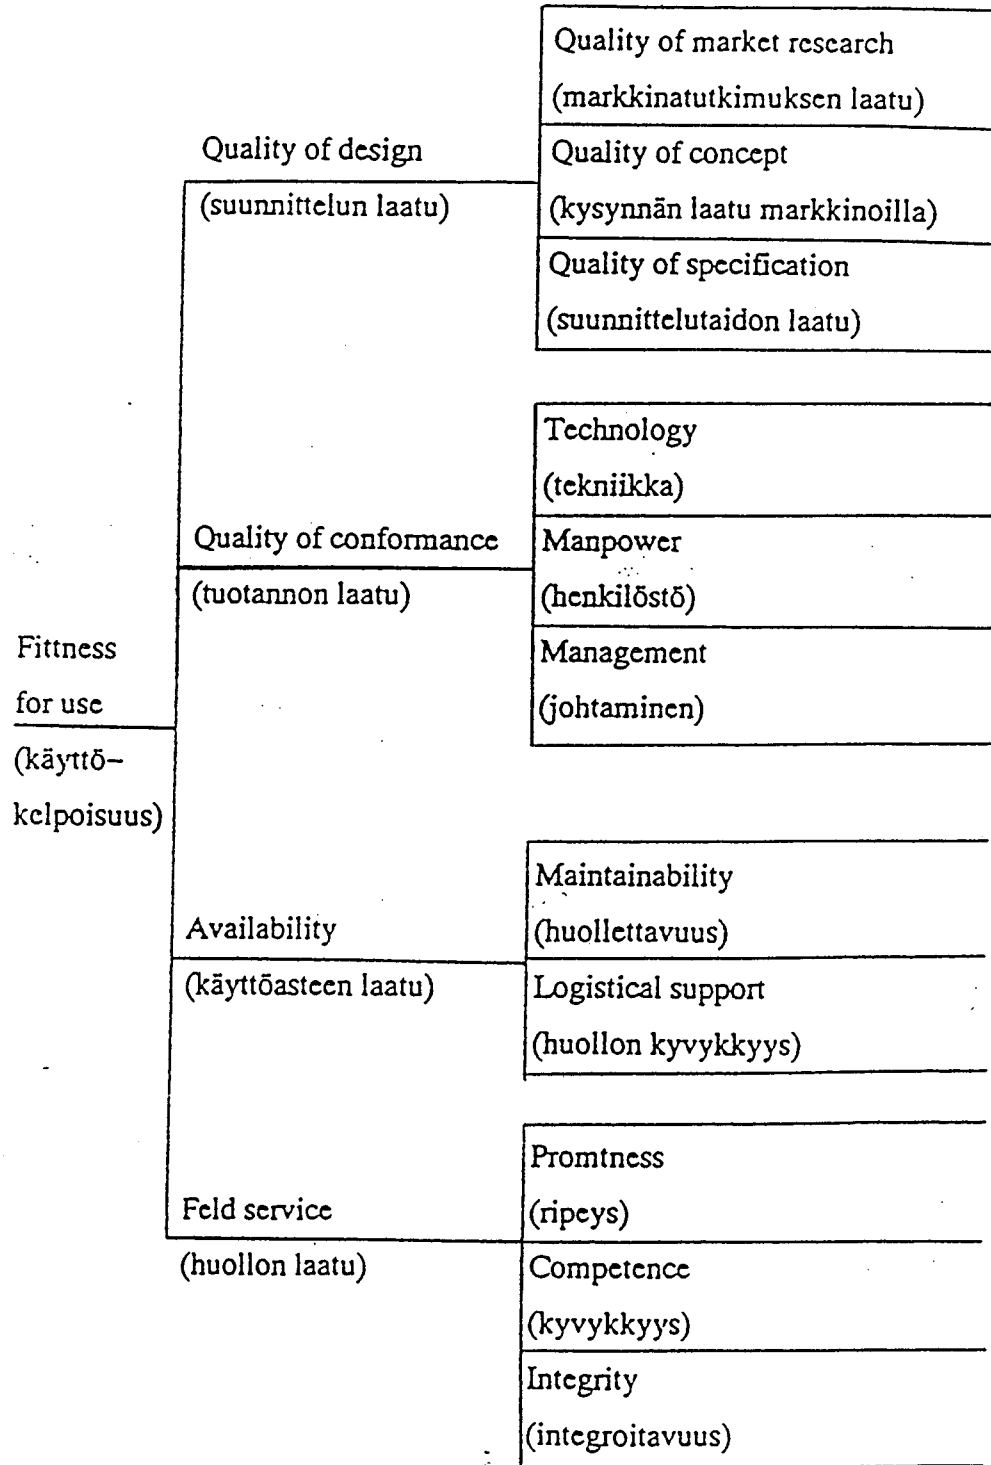 Quality of market research
(markkinatutkimuksen laatu)
Quality of design
Quality of concept
(suunnittelun laatu)
(kysynnän laatu markkinoilla)
Quality of specification
(suunnittelutaidon laatu)
Technology
(tekniikka)
Quality of conformance
Manpower
(tuotannon laatu)
(henkilöstö)
Fittness
Management
for use
(johtaminen)
(käyttö-
kelpoisuus)
Maintainability
Availability
(huollettavuus)
(käyttöasteen laatu)
Logistical support
(huollon kyvykkyys)
Promtness
Feld service
(ripeys)
(huollon laatu)
Competence
(kyvykkyys)
Integrity
(integroitavuus)